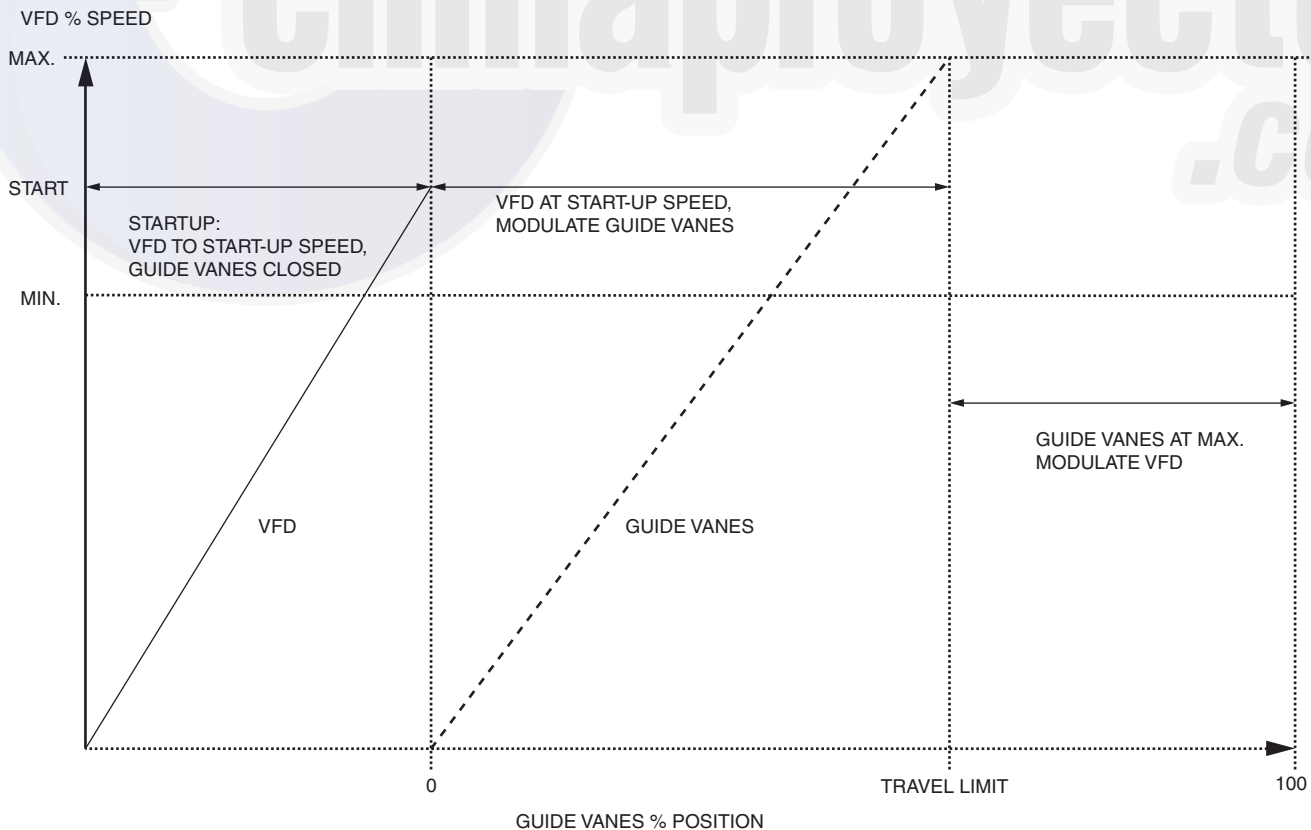 VFD % SPEED
MAX.
START
STARTUP:
VFD TO START-UP SPEED,
GUIDE VANES CLOSED
VFD AT START-UP SPEED,
MODULATE GUIDE VANES
MIN.
GUIDE VANES AT MAX.
MODULATE VFD
VFD
GUIDE VANES
0
TRAVEL LIMIT
100
GUIDE VANES % POSITION